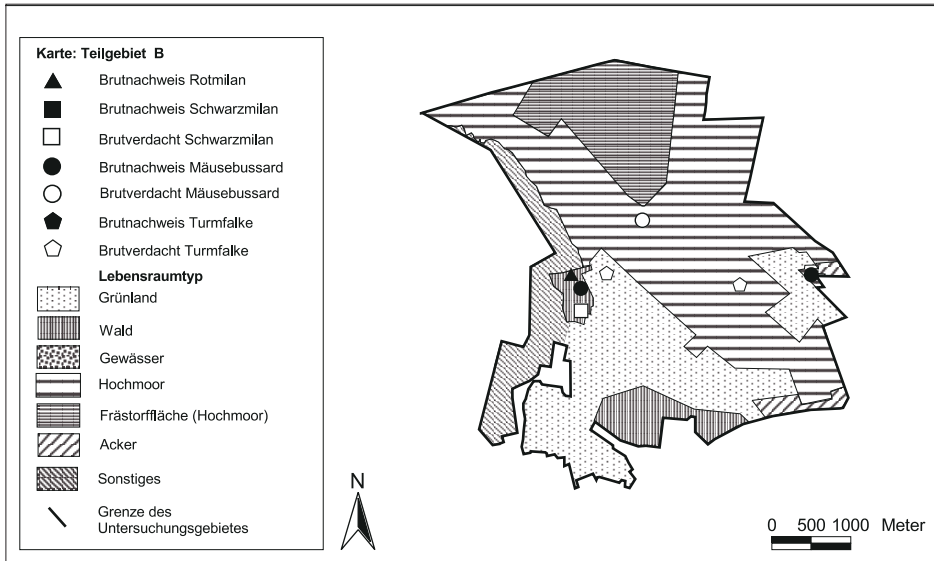 Karte: Teilgebiet B
Brutnachweis Rotmilan
Brutnachweis Schwarzmilan
Brutverdacht Schwarzmilan
Brutnachweis Mäusebussard
Brutverdacht Mäusebussard
Brutnachweis Turmfalke
Brutverdacht Turmfalke
Lebensraumtyp
Grünland
Wald
Gewässer
Hochmoor
Frästorffläche (Hochmoor)
Acker
Sonstiges
Grenze des
Untersuchungsgebietes
N
0 500 1000 Meter